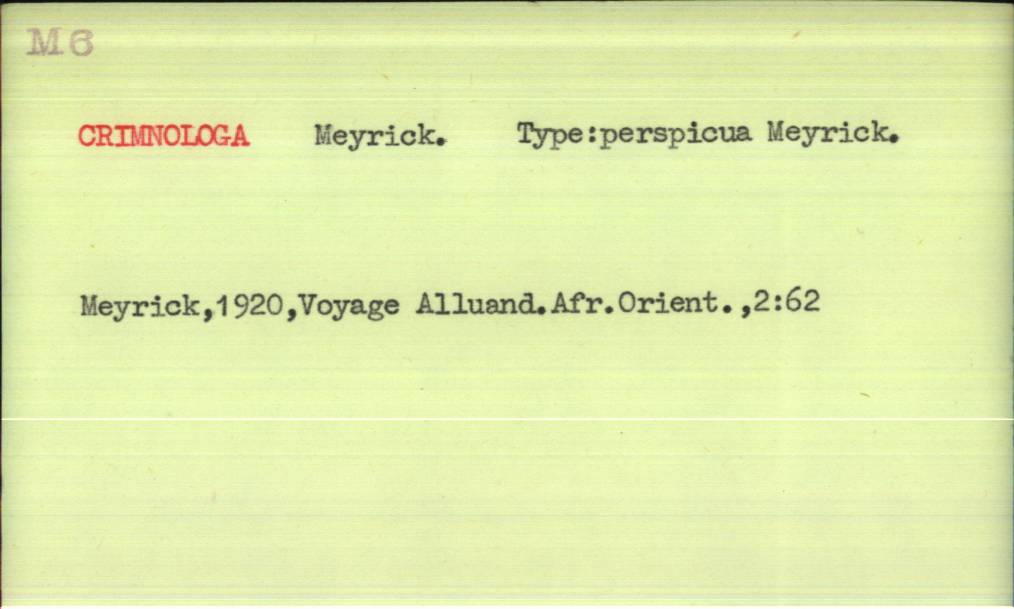 M6
CRIMNOLOGA Meyrick. Type:perspicua Meyrick.
Meyrick,1920,Voyage Alluand.Afr.Orient.,2:62